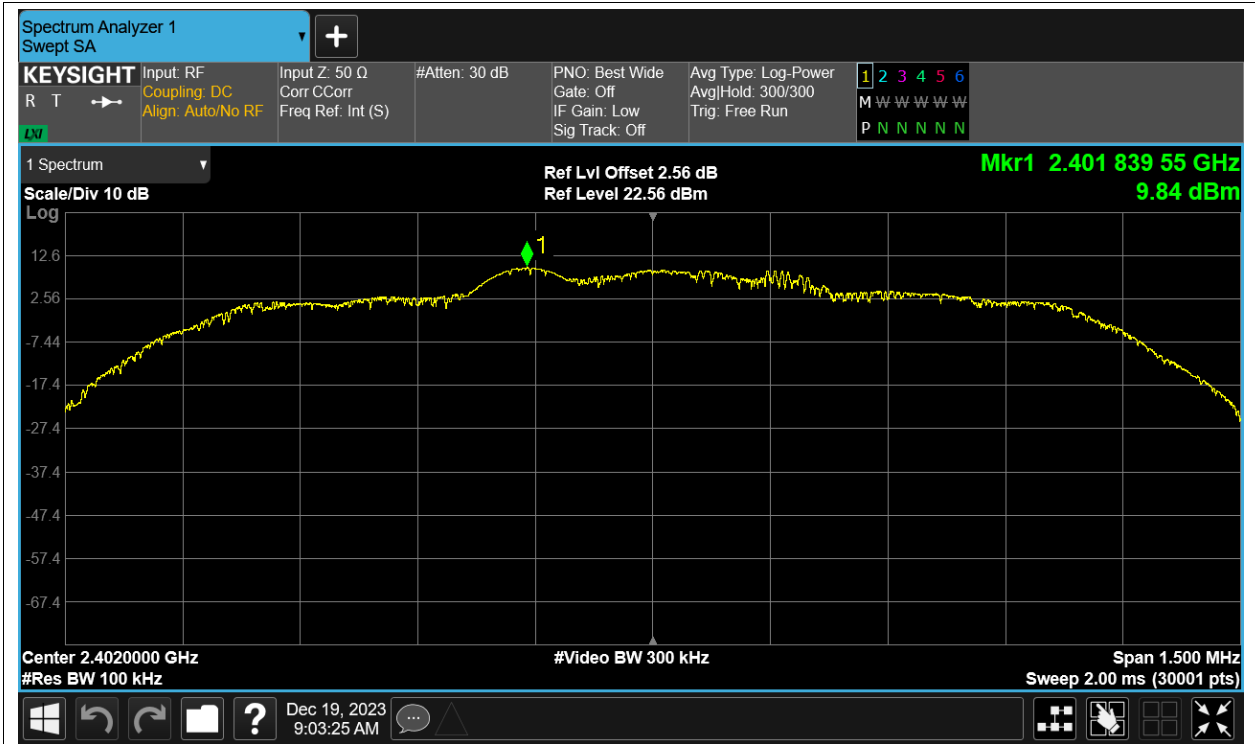 Spectrum Analyzer 1
Swept SA
KEYSIGHT
R T
LXI
Input: RF
Coupling: DC
Align: Auto/No RF
Input Z: 50 Ω
Corr CCorr
Freq Ref: Int (S)
#Atten: 30 dB
PNO: Best Wide
Gate: Off
IF Gain: Low
Sig Track: Off
Avg Type: Log-Power
Avg|Hold: 300/300
Trig: Free Run
1 2 3 4 5 6
M W W W W W W
P N N N N N
1 Spectrum
Scale/Div 10 dB
Log
Ref Lvl Offset 2.56 dB
Ref Level 22.56 dBm
Mkr1 2.401 839 55 GHz
9.84 dBm
1
12.6
2.56
-7.44
-17.4
-27.4
-37.4
-47.4
-57.4
-67.4
Center 2.4020000 GHz
#Res BW 100 kHz
#Video BW 300 kHz
Span 1.500 MHz
Sweep 2.00 ms (30001 pts)
?
Dec 19, 2023
9:03:25 AM